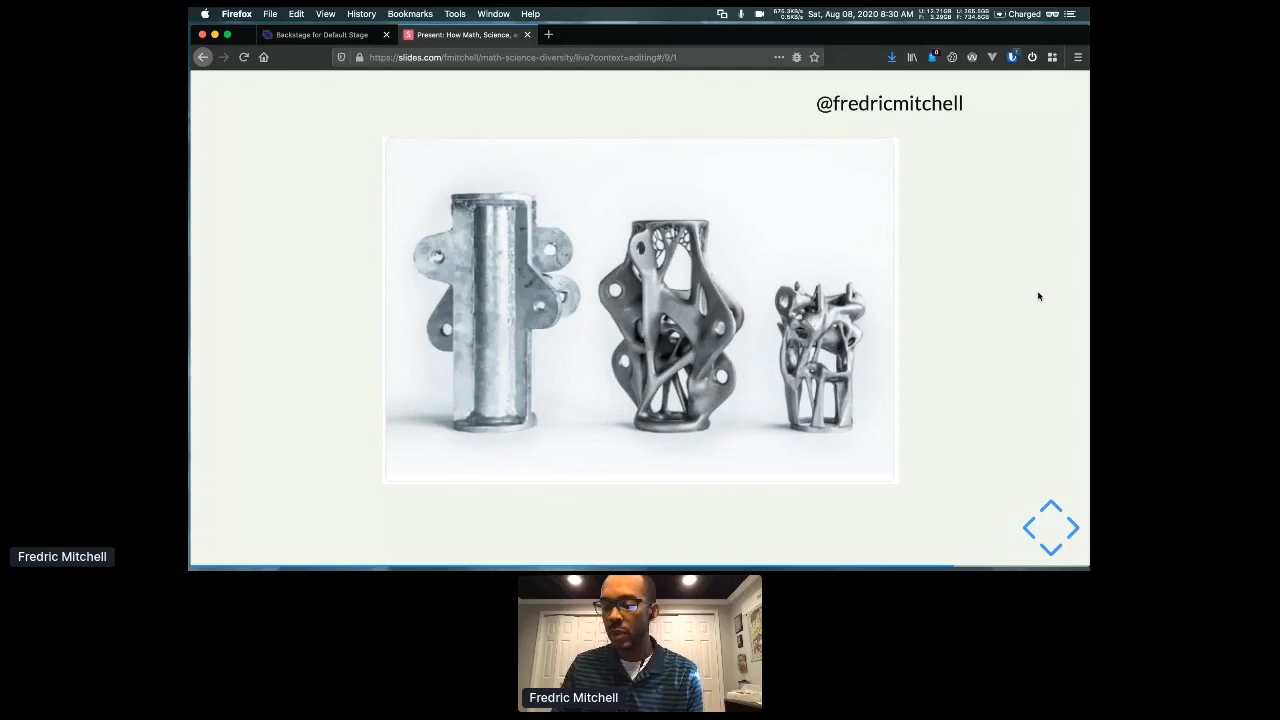 Firefox File Edit View History Bookmarks Tools Window Help
Sat, Aug 08, 2020 8:30 AM
Charged
Backstage for Default Stage
Present: How Math, Science, a
https://slides.com/fmitchell/math-science-diversity/live?context=editing#/9/1
@fredricmitchell
Fredric Mitchell
Fredric Mitchell